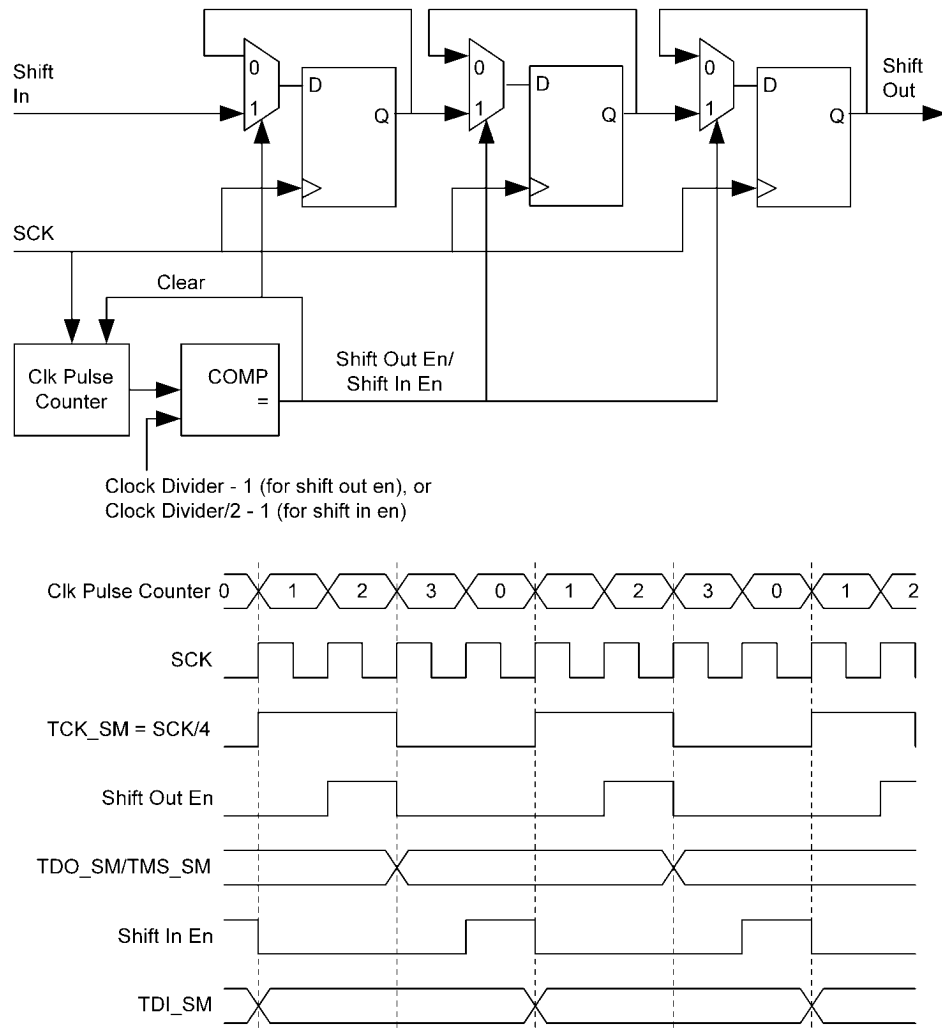 0
1
D
Q
0
1
D
Q
0
1
D
Q
Shift
In
Shift
Out
SCK
Clear
Clk Pulse
Counter
COMP
=
Shift Out En/
Shift In En
Clock Divider - 1 (for shift out en), or
Clock Divider/2 - 1 (for shift in en)
Clk Pulse Counter 0 1 2 3 0 1 2 3 0 1 2
SCK
TCK_SM = SCK/4
Shift Out En
TDO_SM/TMS_SM
Shift In En
TDI_SM